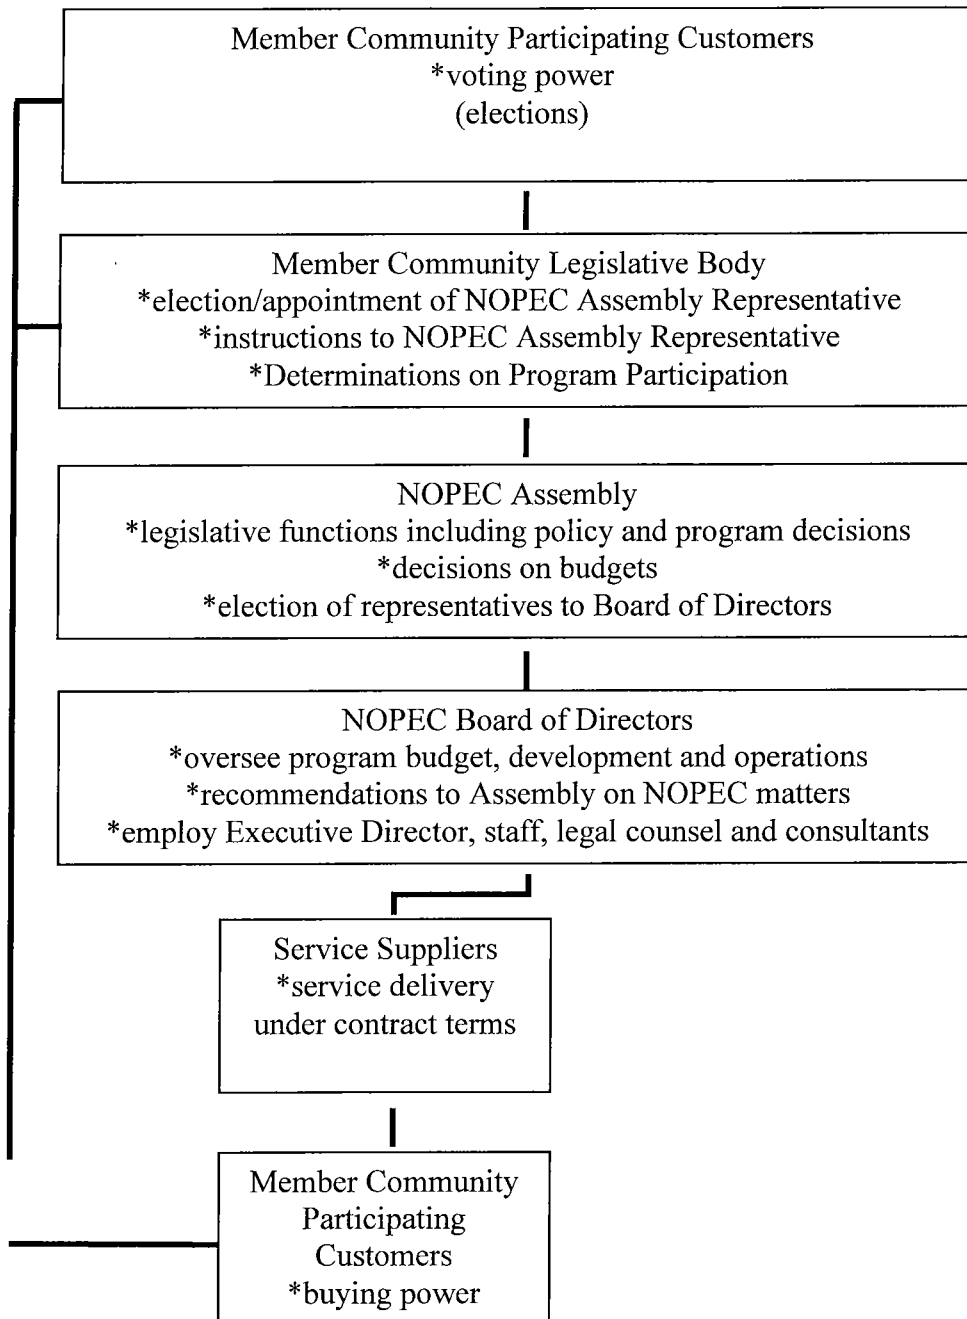 Member Community Participating Customers
*voting power
(elections)
Member Community Legislative Body
*election/appointment of NOPEC Assembly Representative
*instructions to NOPEC Assembly Representative
*Determinations on Program Participation
NOPEC Assembly
*legislative functions including policy and program decisions
*decisions on budgets
*election of representatives to Board of Directors
NOPEC Board of Directors
*oversee program budget, development and operations
*recommendations to Assembly on NOPEC matters
*employ Executive Director, staff, legal counsel and consultants
Service Suppliers
*service delivery
under contract terms
Member Community
Participating
Customers
*buying power